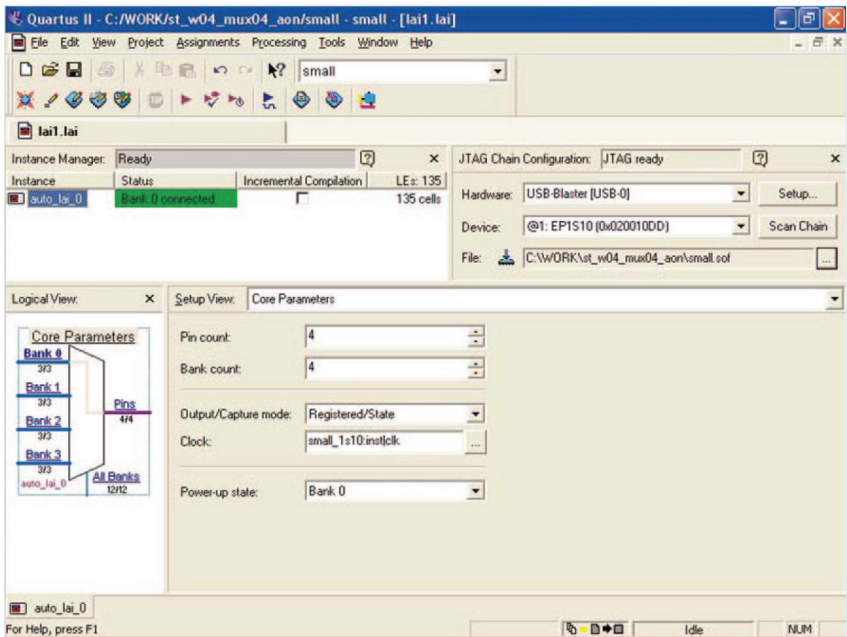 Quartus II - C:/WORK/st_w04_mux04_aon/small - small - [lai1.lai]
File Edit View Project Assignments Processing Tools Window Help
small
lai1.lai
Instance Manager: Ready
Instance Status Incremental Compilation LEs: 135
auto_lai_0 Bank 0 connected 135 cells
JTAG Chain Configuration: JTAG ready
Hardware: USB-Blaster [USB-0] Setup...
Device: @1: EP1S10 (0x020010DD) Scan Chain
File: C:\WORK\st_w04_mux04_aon\small.sof ...
Logical View:
Core Parameters
Bank 0
3/3
Bank 1
3/3
Pins
4/4
Bank 2
3/3
Bank 3
3/3
auto_lai_0
All Banks
12/12
Setup View: Core Parameters
Pin count: 4
Bank count: 4
Output/Capture mode: Registered/State
Clock: small_1s10:inst|clk ...
Power-up state: Bank 0
auto_lai_0
For Help, press F1
Idle
NUM